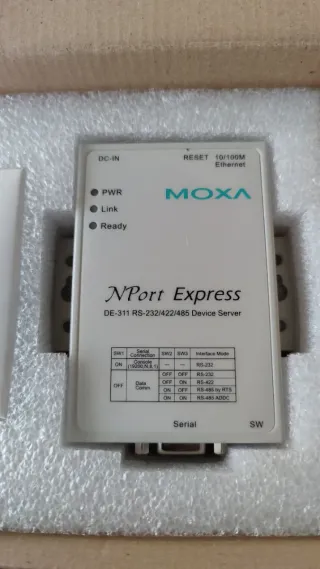 DC-IN RESET 10/100M
Ethernet
PWR
MOXA
Link
Ready
NPort Express
DE-311 RS-232/422/485 Device Server
SW1 Serial Connection SW2 SW3 Interface Mode
ON Console (19200,N,8,1) — — RS-232
OFF Data Comm. OFF OFF RS-232
OFF ON RS-422
ON OFF RS-485 by RTS
ON ON RS-485 ADDC
Serial SW